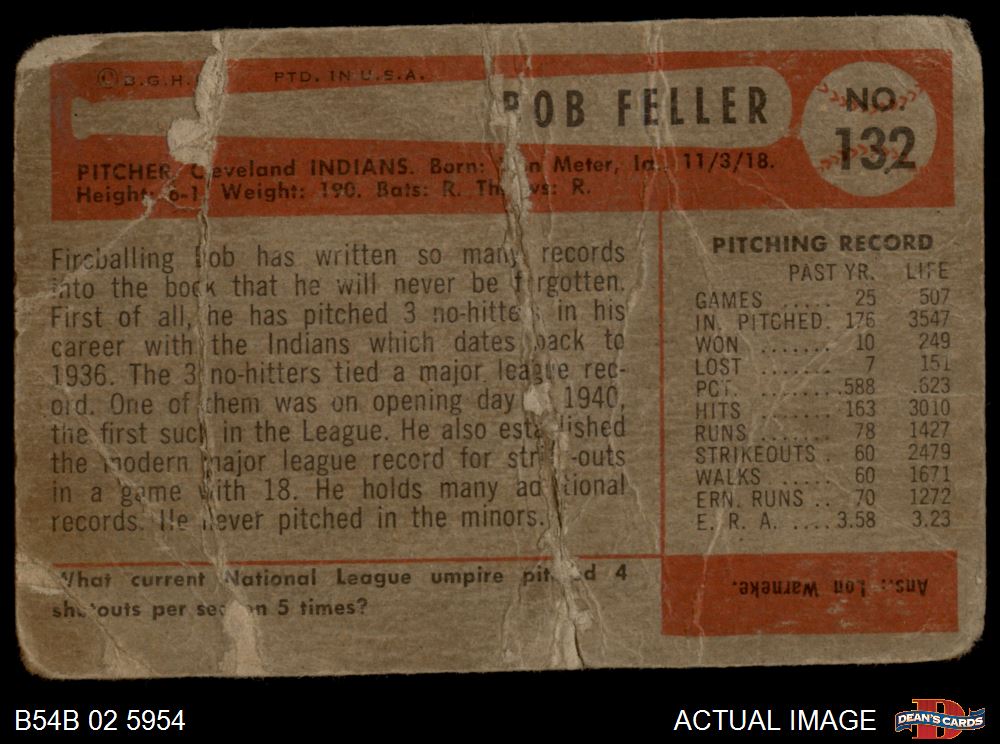 © B.G.H. PTD. IN U.S.A.
BOB FELLER
NO.
132
PITCHER, Cleveland INDIANS. Born: Van Meter, Ia., 11/3/18.
Height: 6-1 Weight: 190. Bats: R. Throws: R.
Fireballing Bob has written so many records
into the book that he will never be forgotten.
First of all, he has pitched 3 no-hitters in his
career with the Indians which dates back to
1936. The 3 no-hitters tied a major league rec-
ord. One of them was on opening day 1940,
the first such in the League. He also established
the modern major league record for strike-outs
in a game with 18. He holds many additional
records. He never pitched in the minors.
What current National League umpire pitched 4
shutouts per season 5 times?
PITCHING RECORD
PAST YR. LIFE
GAMES ..... 25 507
IN. PITCHED. 176 3547
WON ....... 10 249
LOST ....... 7 151
PCT. ....... .588 .623
HITS ....... 163 3010
RUNS ....... 78 1427
STRIKEOUTS . 60 2479
WALKS ..... 60 1671
ERN. RUNS .. 70 1272
E. R. A. .... 3.58 3.23
Ans.: Lon Warneke.
B54B 02 5954
ACTUAL IMAGE
D
DEAN'S CARDS